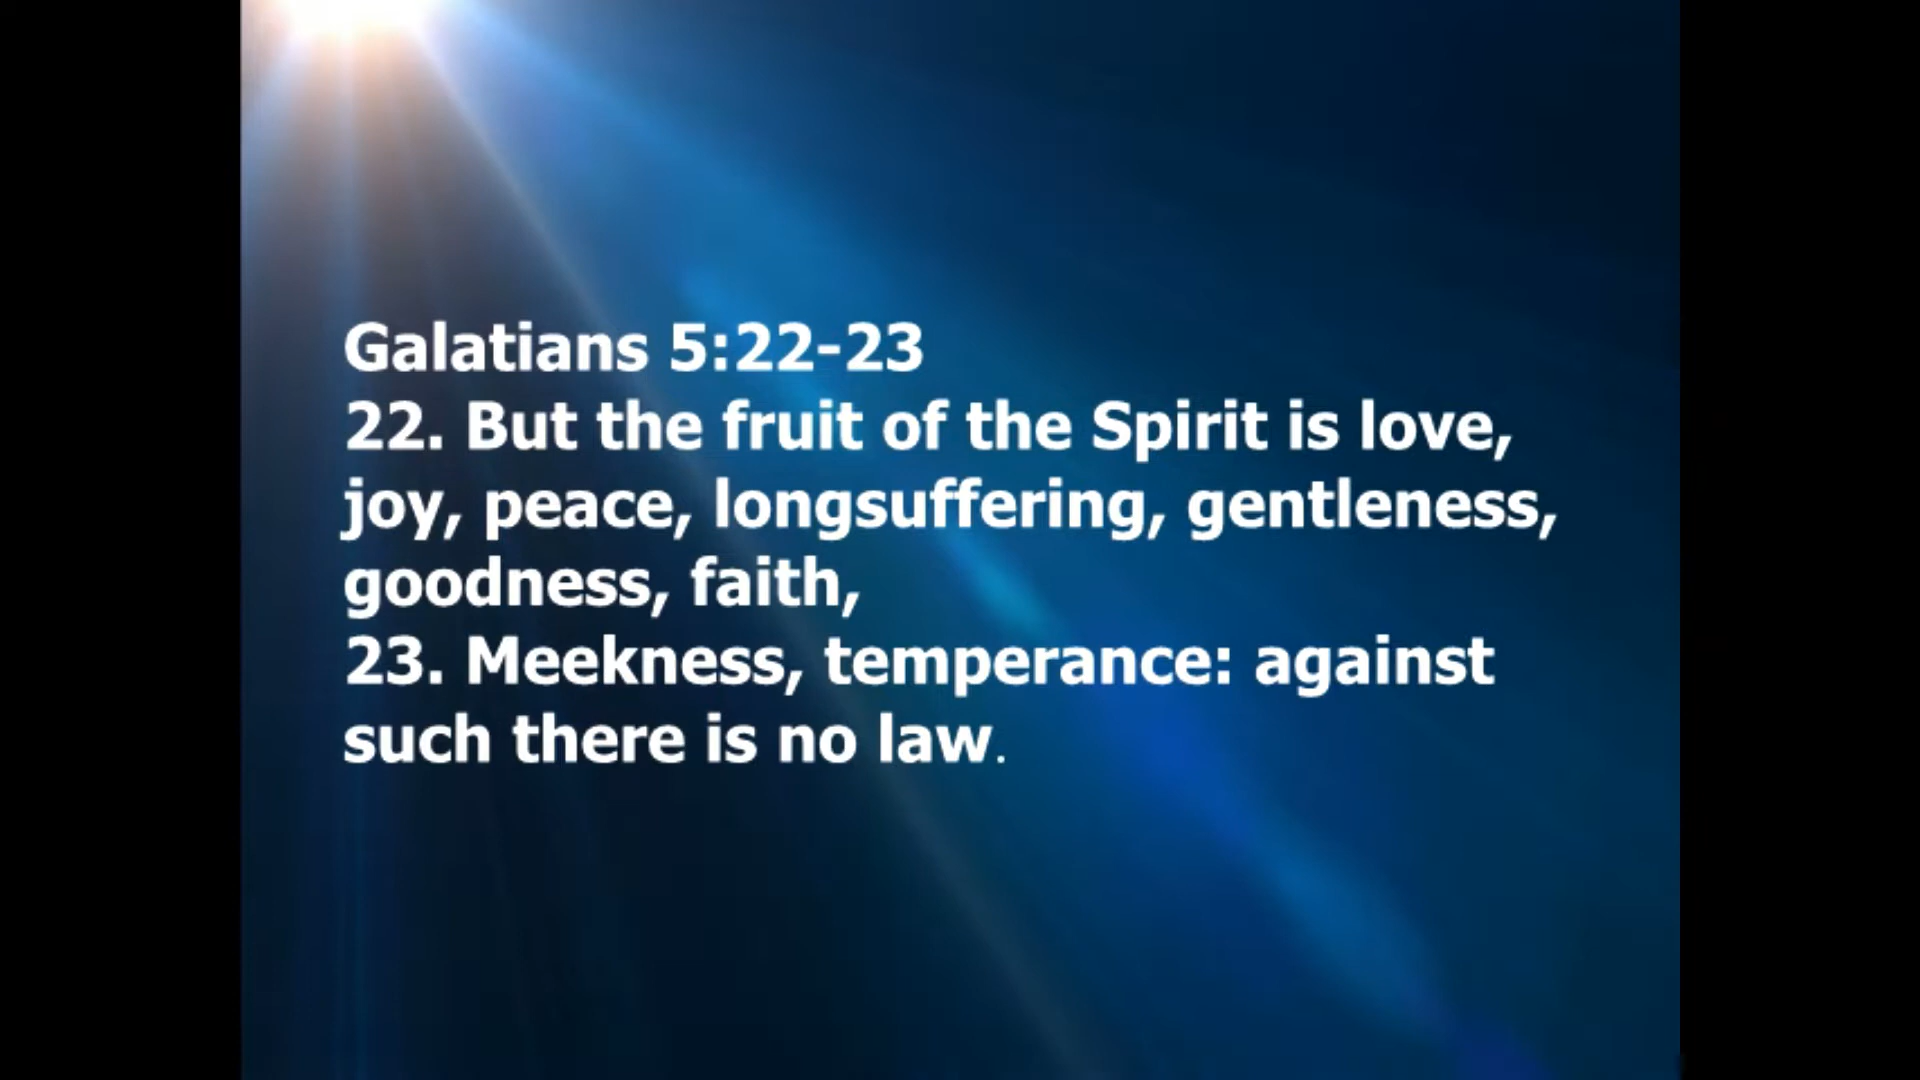 Galatians 5:22-23
22. But the fruit of the Spirit is love,
joy, peace, longsuffering, gentleness,
goodness, faith,
23. Meekness, temperance: against
such there is no law.